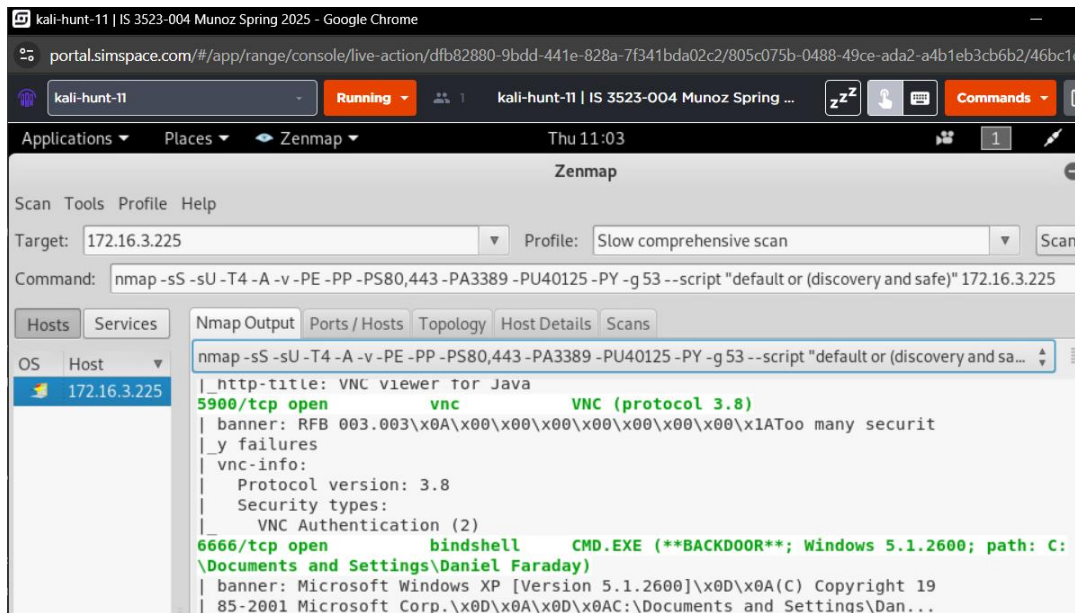 kali-hunt-11 | IS 3523-004 Munoz Spring 2025 - Google Chrome
portal.simspace.com/#/app/range/console/live-action/dfb82880-9bdd-441e-828a-7f341bda02c2/805c075b-0488-49ce-ada2-a4b1eb3cb6b2/46bc1
kali-hunt-11 Running 1 kali-hunt-11 | IS 3523-004 Munoz Spring ... zzZ Commands
Applications Places Zenmap Thu 11:03 1
Zenmap
Scan Tools Profile Help
Target: 172.16.3.225 Profile: Slow comprehensive scan Scan
Command: nmap -sS -sU -T4 -A -v -PE -PP -PS80,443 -PA3389 -PU40125 -PY -g 53 --script "default or (discovery and safe)" 172.16.3.225
Hosts Services Nmap Output Ports / Hosts Topology Host Details Scans
OS Host nmap -sS -sU -T4 -A -v -PE -PP -PS80,443 -PA3389 -PU40125 -PY -g 53 --script "default or (discovery and sa...
172.16.3.225
|_http-title: VNC viewer for Java
5900/tcp open vnc VNC (protocol 3.8)
| banner: RFB 003.003\x0A\x00\x00\x00\x00\x00\x00\x00\x1AToo many securit
|_y failures
| vnc-info:
|   Protocol version: 3.8
|   Security types:
|_    VNC Authentication (2)
6666/tcp open bindshell CMD.EXE (**BACKDOOR**; Windows 5.1.2600; path: C:
\Documents and Settings\Daniel Faraday)
| banner: Microsoft Windows XP [Version 5.1.2600]\x0D\x0A(C) Copyright 19
| 85-2001 Microsoft Corp.\x0D\x0A\x0D\x0AC:\Documents and Settings\Dan...